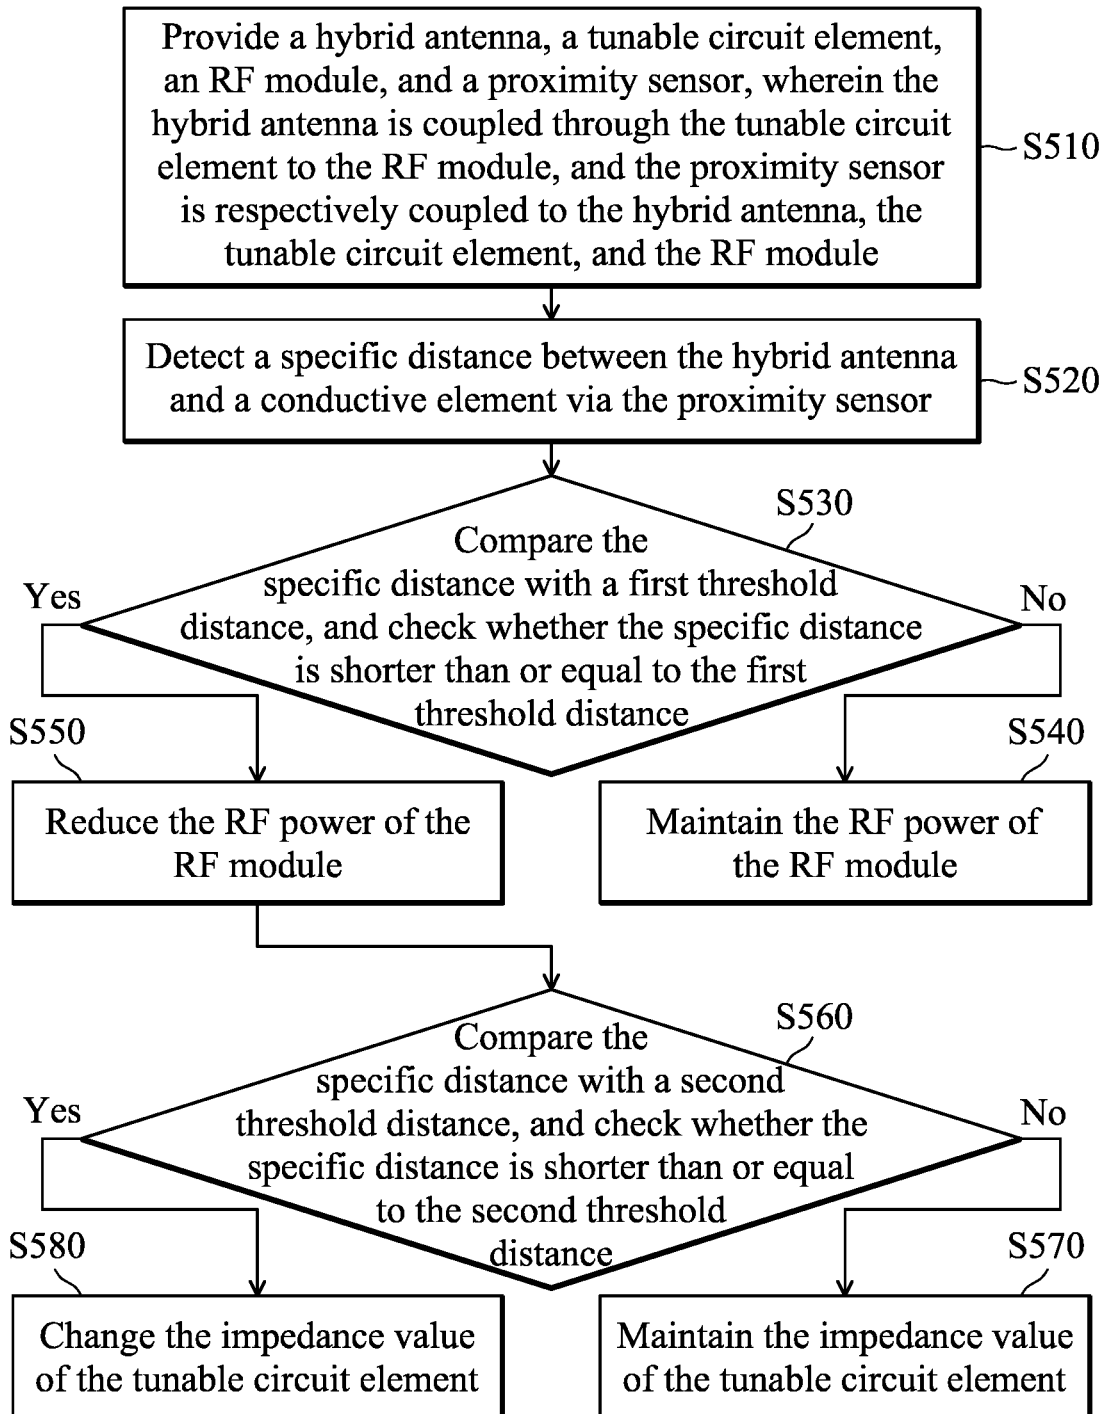 Provide a hybrid antenna, a tunable circuit element,
an RF module, and a proximity sensor, wherein the
hybrid antenna is coupled through the tunable circuit
element to the RF module, and the proximity sensor
is respectively coupled to the hybrid antenna, the
tunable circuit element, and the RF module
S510
Detect a specific distance between the hybrid antenna
and a conductive element via the proximity sensor
S520
S530
Compare the
specific distance with a first threshold
distance, and check whether the specific distance
is shorter than or equal to the first
threshold distance
Yes
No
S550
Reduce the RF power of the
RF module
S540
Maintain the RF power of
the RF module
S560
Compare the
specific distance with a second
threshold distance, and check whether the
specific distance is shorter than or equal
to the second threshold
distance
Yes
No
S580
Change the impedance value
of the tunable circuit element
S570
Maintain the impedance value
of the tunable circuit element